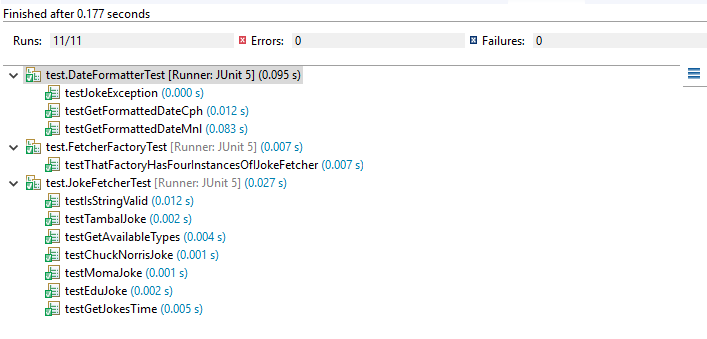 Finished after 0.177 seconds
Runs: 11/11 Errors: 0 Failures: 0
test.DateFormatterTest [Runner: JUnit 5] (0.095 s)
testJokeException (0.000 s)
testGetFormattedDateCph (0.012 s)
testGetFormattedDateMnl (0.083 s)
test.FetcherFactoryTest [Runner: JUnit 5] (0.007 s)
testThatFactoryHasFourInstancesOfIJokeFetcher (0.007 s)
test.JokeFetcherTest [Runner: JUnit 5] (0.027 s)
testIsStringValid (0.012 s)
testTambalJoke (0.002 s)
testGetAvailableTypes (0.004 s)
testChuckNorrisJoke (0.001 s)
testMomaJoke (0.001 s)
testEduJoke (0.002 s)
testGetJokesTime (0.005 s)